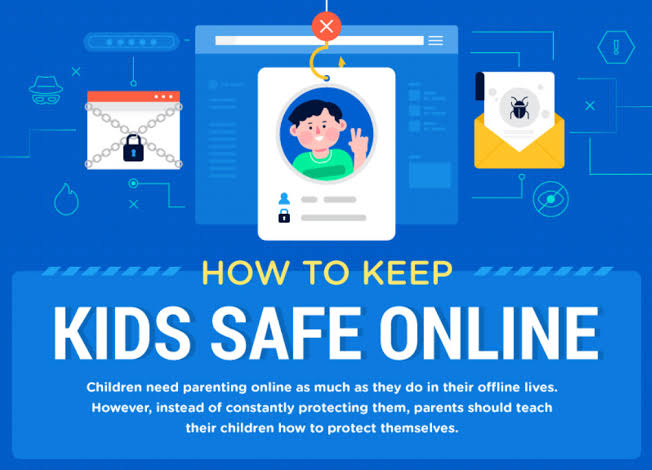 HOW TO KEEP
KIDS SAFE ONLINE
Children need parenting online as much as they do in their offline lives.
However, instead of constantly protecting them, parents should teach
their children how to protect themselves.